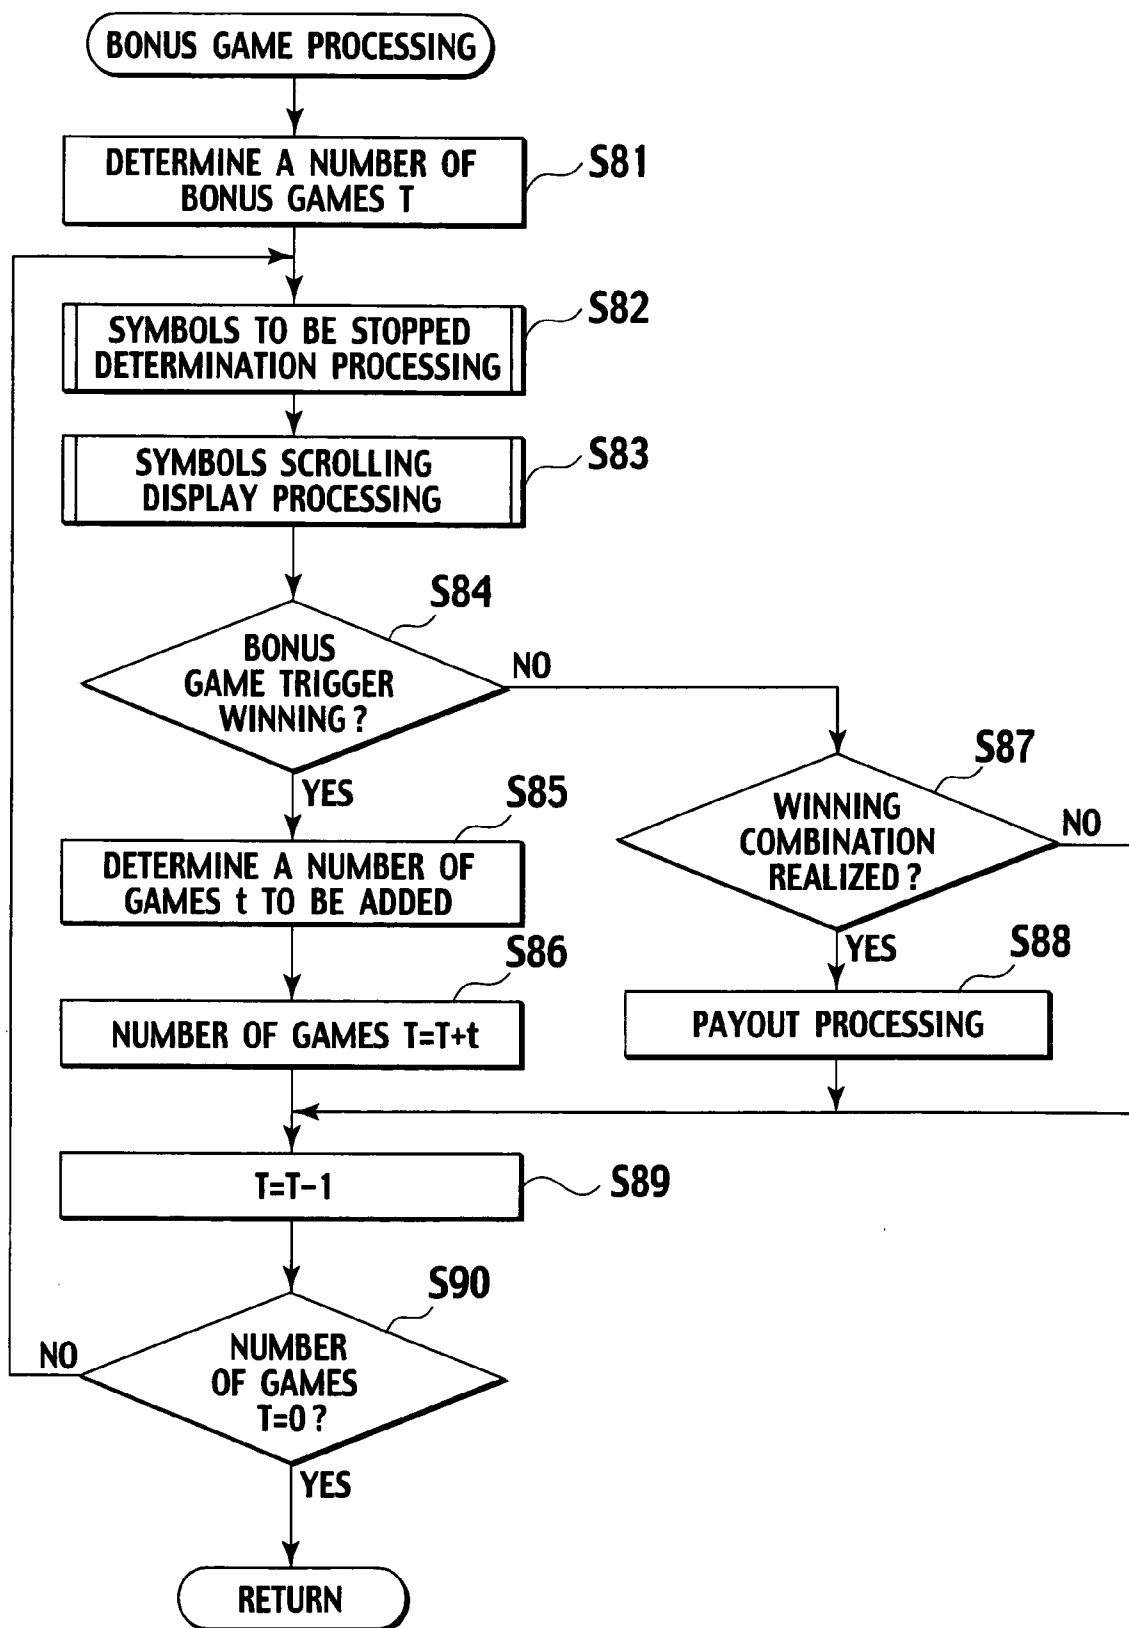 BONUS GAME PROCESSING
DETERMINE A NUMBER OF
BONUS GAMES T
S81
SYMBOLS TO BE STOPPED
DETERMINATION PROCESSING
S82
SYMBOLS SCROLLING
DISPLAY PROCESSING
S83
S84
BONUS
GAME TRIGGER
WINNING?
NO
YES
S85
DETERMINE A NUMBER OF
GAMES t TO BE ADDED
S86
NUMBER OF GAMES T=T+t
S87
WINNING
COMBINATION
REALIZED?
NO
YES
S88
PAYOUT PROCESSING
T=T-1
S89
S90
NUMBER
OF GAMES
T=0?
NO
YES
RETURN